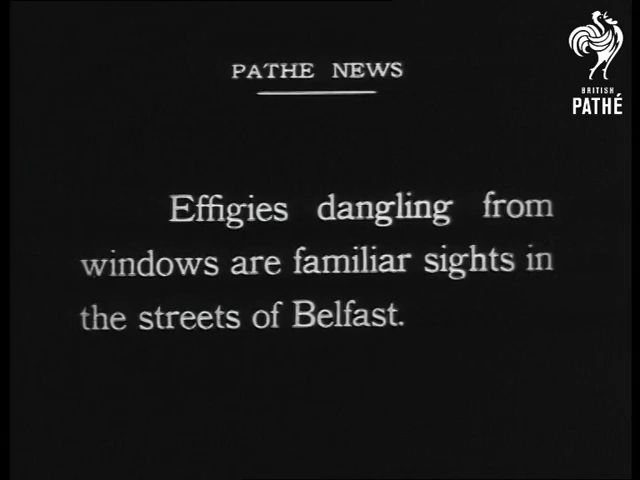 PATHE NEWS
BRITISH
PATHÉ
Effigies dangling from
windows are familiar sights in
the streets of Belfast.